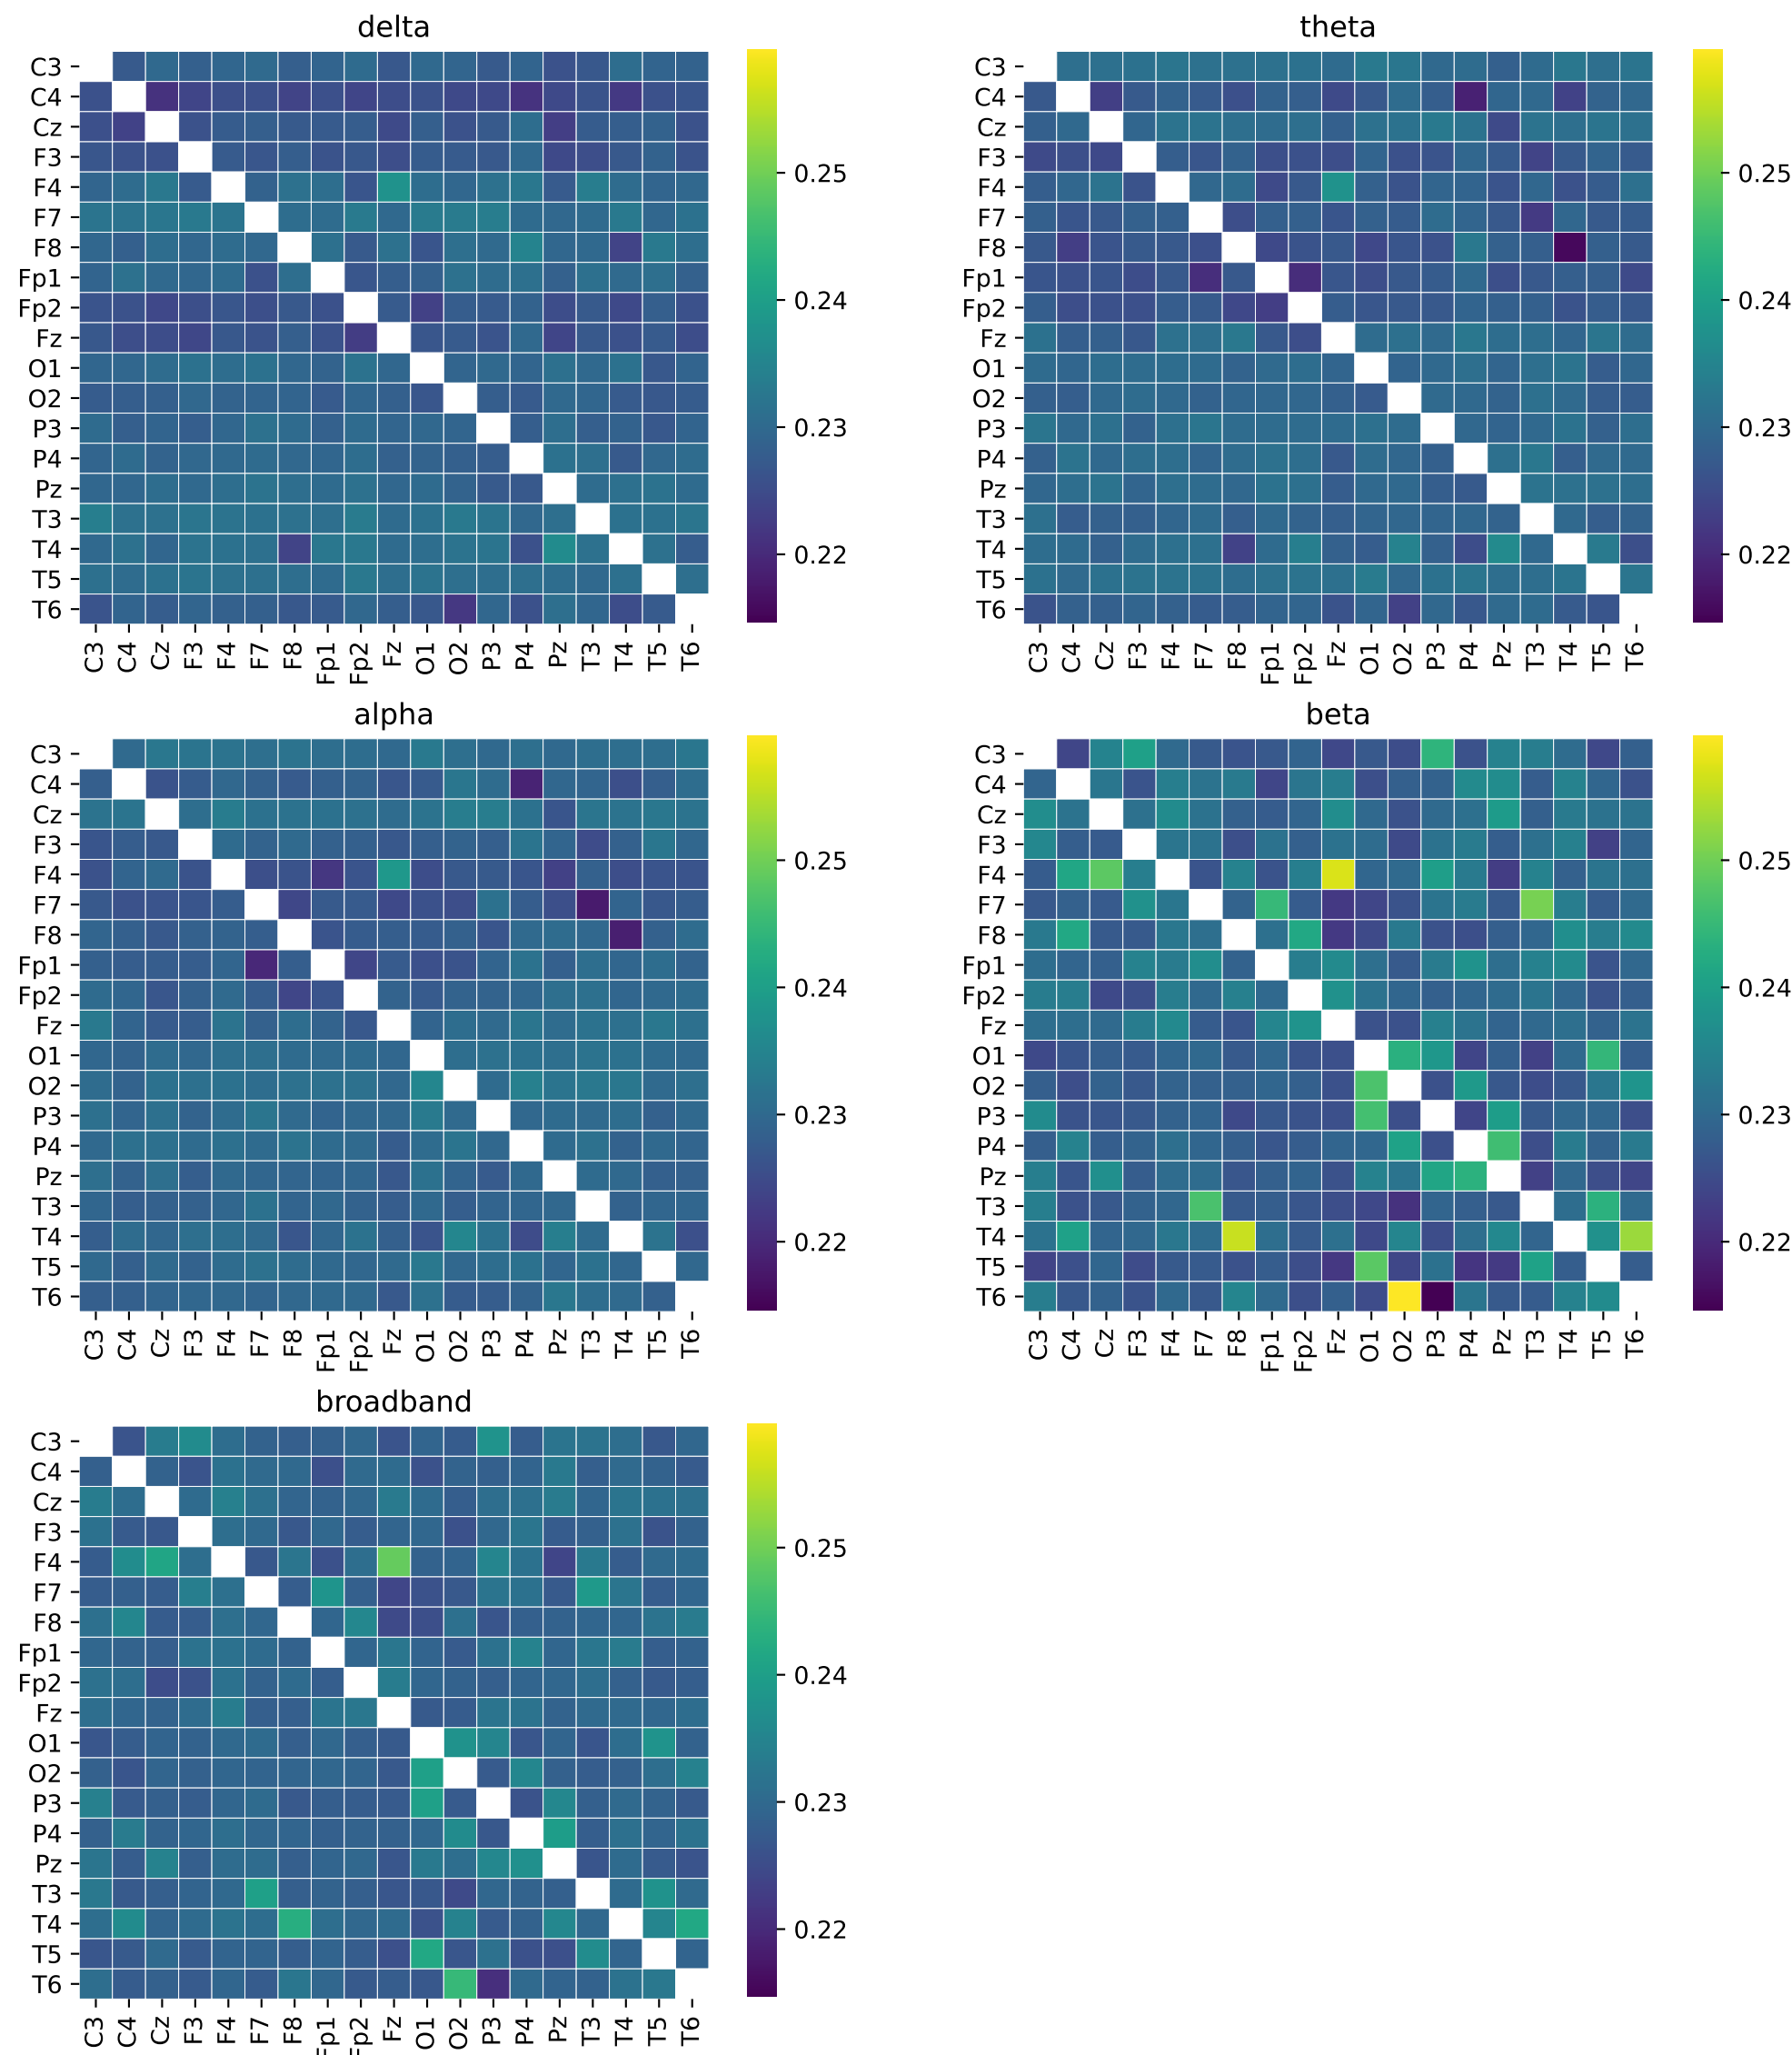 delta
C3
C4
Cz
F3
F4
F7
F8
Fp1
Fp2
Fz
O1
O2
P3
P4
Pz
T3
T4
T5
T6
C3 C4 Cz F3 F4 F7 F8 Fp1 Fp2 Fz O1 O2 P3 P4 Pz T3 T4 T5 T6
0.25
0.24
0.23
0.22
theta
C3
C4
Cz
F3
F4
F7
F8
Fp1
Fp2
Fz
O1
O2
P3
P4
Pz
T3
T4
T5
T6
C3 C4 Cz F3 F4 F7 F8 Fp1 Fp2 Fz O1 O2 P3 P4 Pz T3 T4 T5 T6
0.25
0.24
0.23
0.22
alpha
C3
C4
Cz
F3
F4
F7
F8
Fp1
Fp2
Fz
O1
O2
P3
P4
Pz
T3
T4
T5
T6
C3 C4 Cz F3 F4 F7 F8 Fp1 Fp2 Fz O1 O2 P3 P4 Pz T3 T4 T5 T6
0.25
0.24
0.23
0.22
beta
C3
C4
Cz
F3
F4
F7
F8
Fp1
Fp2
Fz
O1
O2
P3
P4
Pz
T3
T4
T5
T6
C3 C4 Cz F3 F4 F7 F8 Fp1 Fp2 Fz O1 O2 P3 P4 Pz T3 T4 T5 T6
0.25
0.24
0.23
0.22
broadband
C3
C4
Cz
F3
F4
F7
F8
Fp1
Fp2
Fz
O1
O2
P3
P4
Pz
T3
T4
T5
T6
C3 C4 Cz F3 F4 F7 F8 Fp1 Fp2 Fz O1 O2 P3 P4 Pz T3 T4 T5 T6
0.25
0.24
0.23
0.22